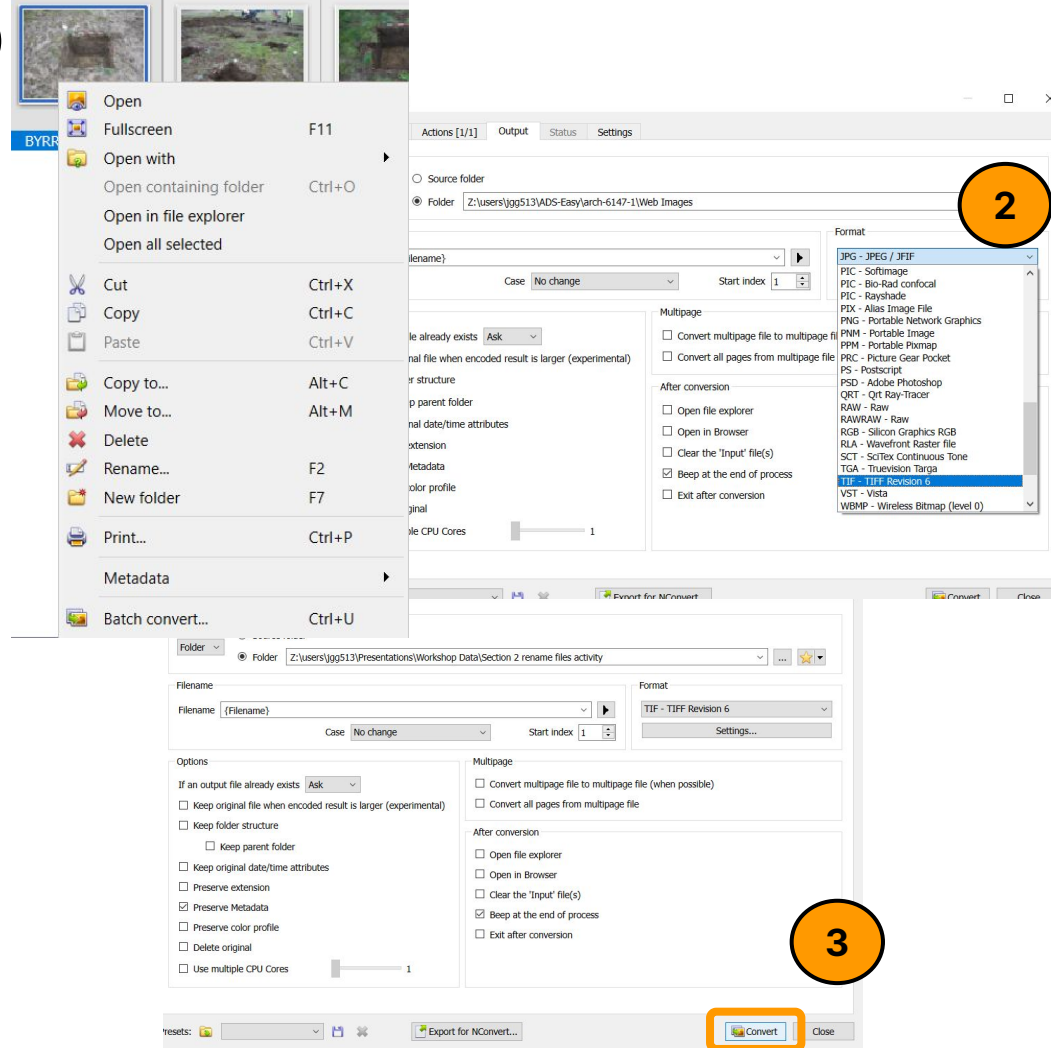 BYRR
Open
Fullscreen F11
Open with
Open containing folder Ctrl+O
Open in file explorer
Open all selected
Cut Ctrl+X
Copy Ctrl+C
Paste Ctrl+V
Copy to... Alt+C
Move to... Alt+M
Delete
Rename... F2
New folder F7
Print... Ctrl+P
Metadata
Batch convert... Ctrl+U
2
Actions [1/1] Output Status Settings
Source folder
Folder Z:\users\jgg513\ADS-Easy\arch-6147-1\Web Images
Format
ilename}
JPG - JPEG / JFIF
Case No change Start index 1
PIC - Softimage
PIC - Bio-Rad confocal
PIC - Rayshade
PIX - Alias Image File
PNG - Portable Network Graphics
PNM - Portable Image
PPM - Portable Pixmap
PRC - Picture Gear Pocket
PS - Postscript
PSD - Adobe Photoshop
QRT - Qrt Ray-Tracer
RAW - Raw
RAWRAW - Raw
RGB - Silicon Graphics RGB
RLA - Wavefront Raster file
SCT - SciTex Continuous Tone
TGA - Truevision Targa
TIF - TIFF Revision 6
VST - Vista
WBMP - Wireless Bitmap (level 0)
le already exists Ask
nal file when encoded result is larger (experimental)
er structure
p parent folder
nal date/time attributes
extension
Metadata
color profile
ginal
ple CPU Cores 1
Multipage
Convert multipage file to multipage fil
Convert all pages from multipage file
After conversion
Open file explorer
Open in Browser
Clear the 'Input' file(s)
Beep at the end of process
Exit after conversion
Export for NConvert... Convert Close
3
Folder
Source folder
Folder Z:\users\jgg513\Presentations\Workshop Data\Section 2 rename files activity ...
Filename
Filename {Filename}
Case No change Start index 1
Format
TIF - TIFF Revision 6
Settings...
Options
If an output file already exists Ask
Keep original file when encoded result is larger (experimental)
Keep folder structure
Keep parent folder
Keep original date/time attributes
Preserve extension
Preserve Metadata
Preserve color profile
Delete original
Use multiple CPU Cores 1
Multipage
Convert multipage file to multipage file (when possible)
Convert all pages from multipage file
After conversion
Open file explorer
Open in Browser
Clear the 'Input' file(s)
Beep at the end of process
Exit after conversion
resets: Export for NConvert... Convert Close